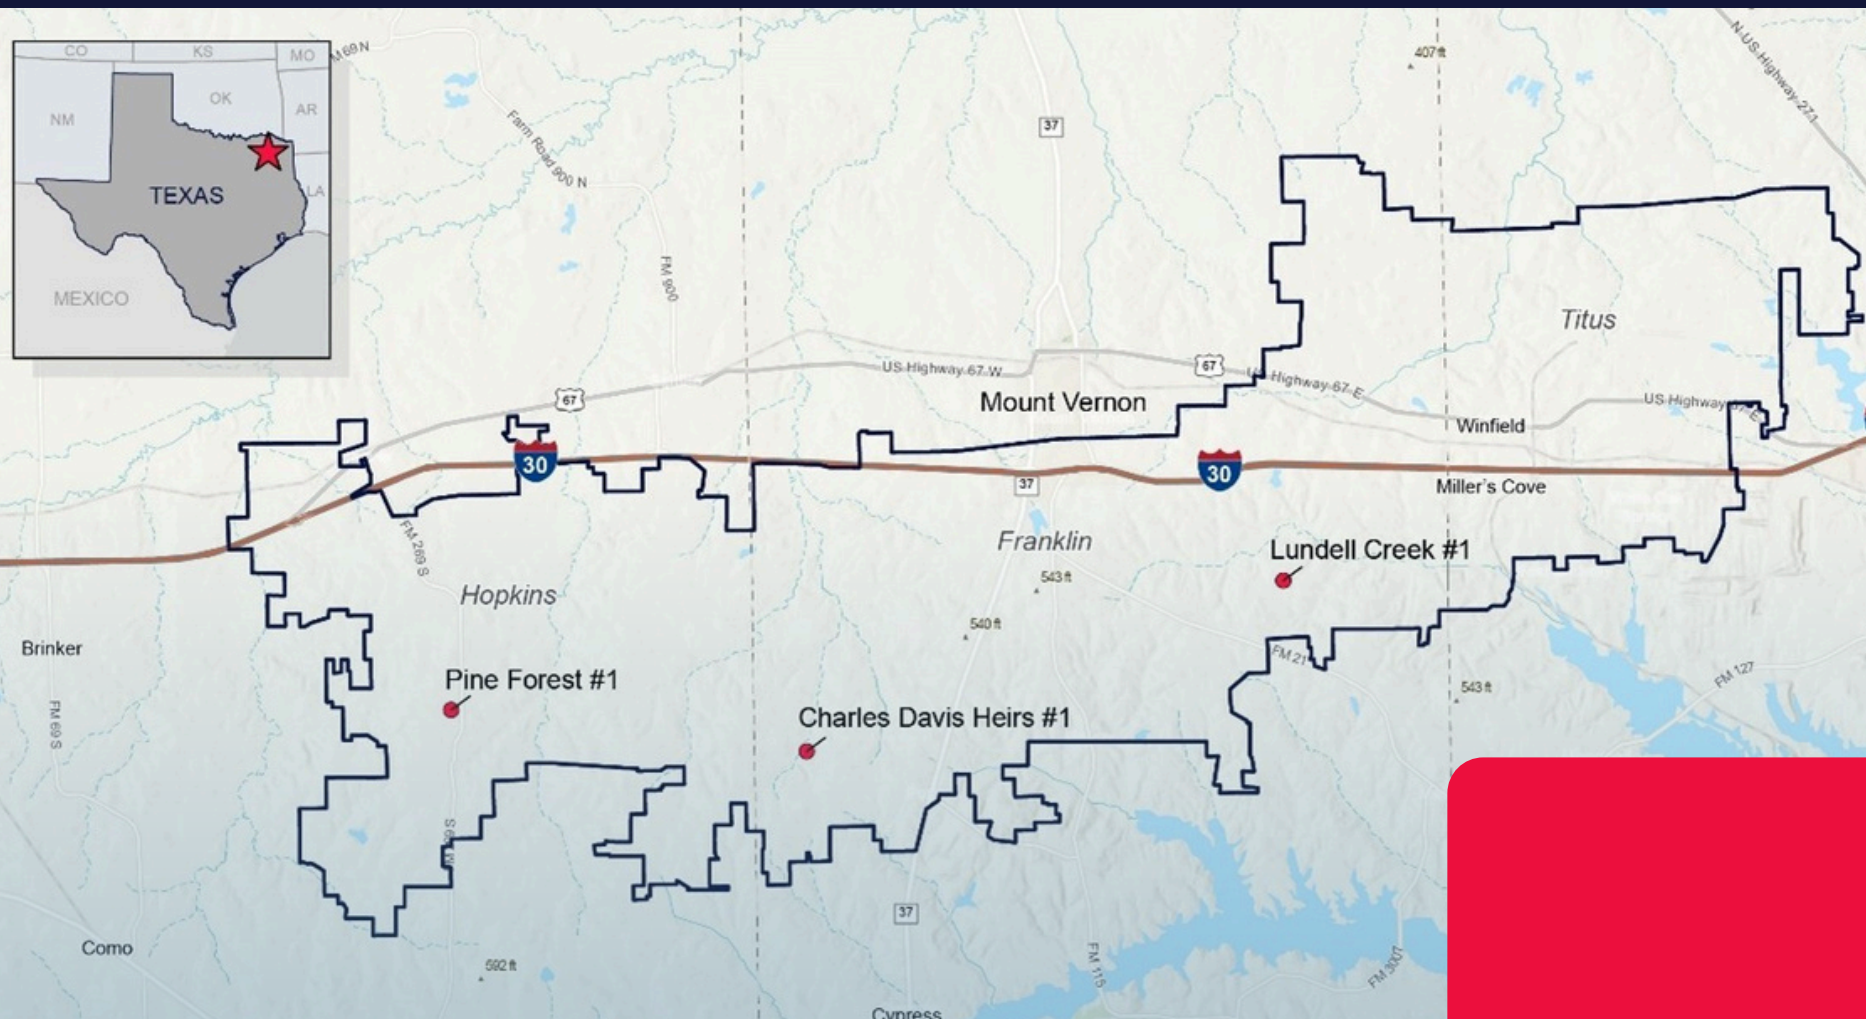 CO
KS
MO
NM
OK
AR
TEXAS
LA
MEXICO
M 69 N
Farm Road 900 N
FM 900
37
407 ft
N US Highway 271
Titus
67
US Highway 67 W
67
US Highway 67 E
Mount Vernon
US Highway 67 E
Winfield
30
30
37
Miller's Cove
FM 269 S
Franklin
Lundell Creek #1
543 ft
Hopkins
540 ft
Brinker
FM 21
FM 127
543 ft
Pine Forest #1
FM 69 S
Charles Davis Heirs #1
37
Como
592 ft
FM 115
FM 3007
Cypress